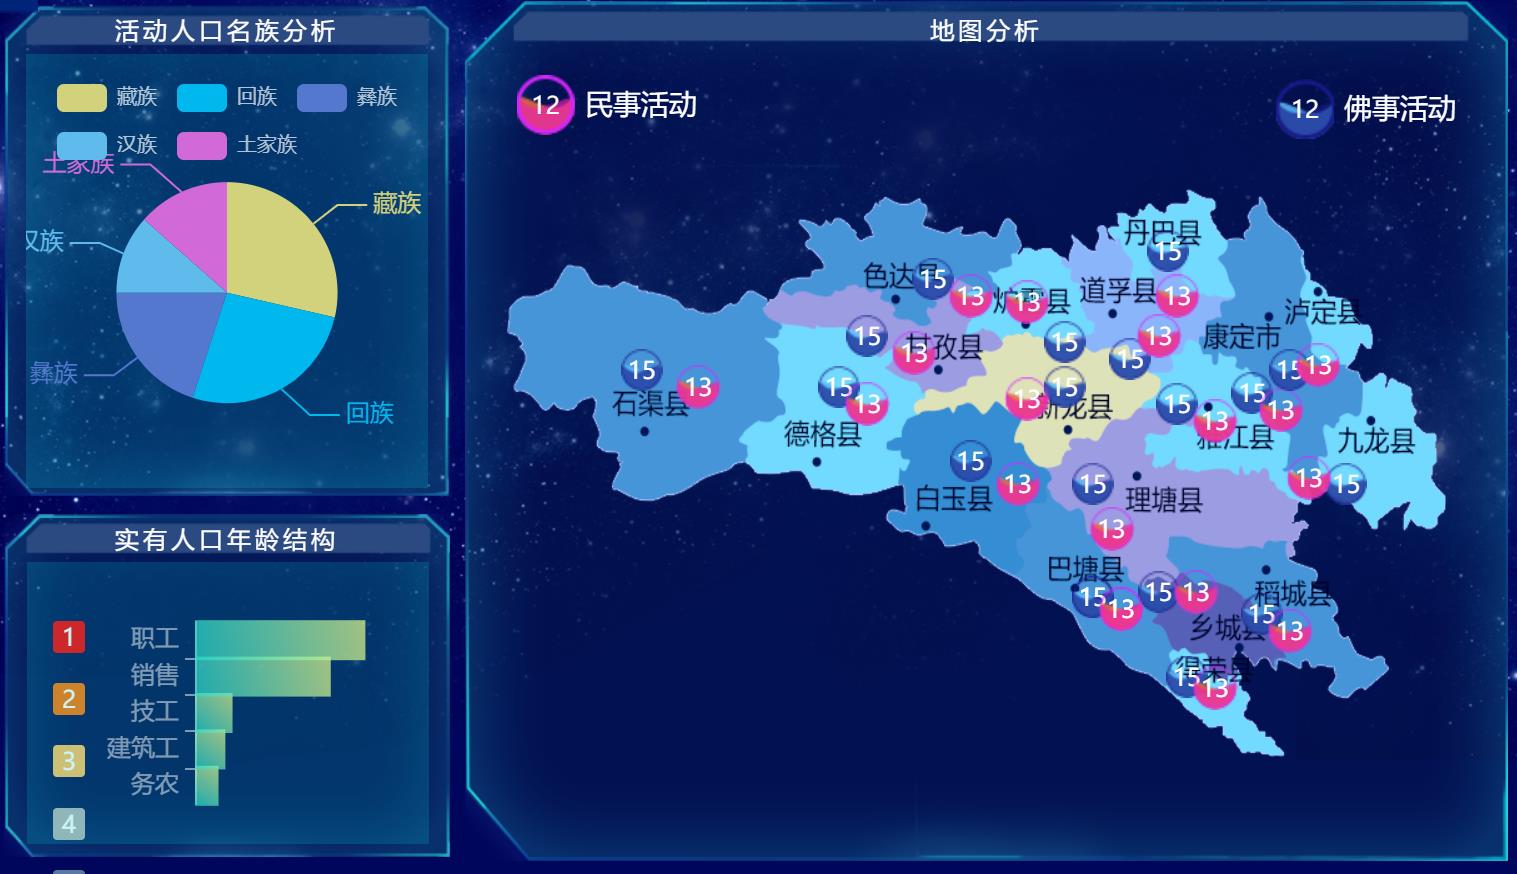 活动人口名族分析
藏族
回族
彝族
汉族
土家族
土家族
藏族
汉族
彝族
回族
实有人口年龄结构
1
职工
销售
2
技工
3
建筑工
务农
4
地图分析
12
民事活动
12
佛事活动
丹巴县
15
色达县
15
13
炉霍县
13
道孚县
13
泸定县
15
甘孜县
13
15
15
13
康定市
15
13
15
13
石渠县
15
13
德格县
13
15
新龙县
15
13
雅江县
15
13
九龙县
15
13
白玉县
15
理塘县
13
13
15
巴塘县
15
13
15
13
稻城县
15
13
乡城县
得荣县
15
13